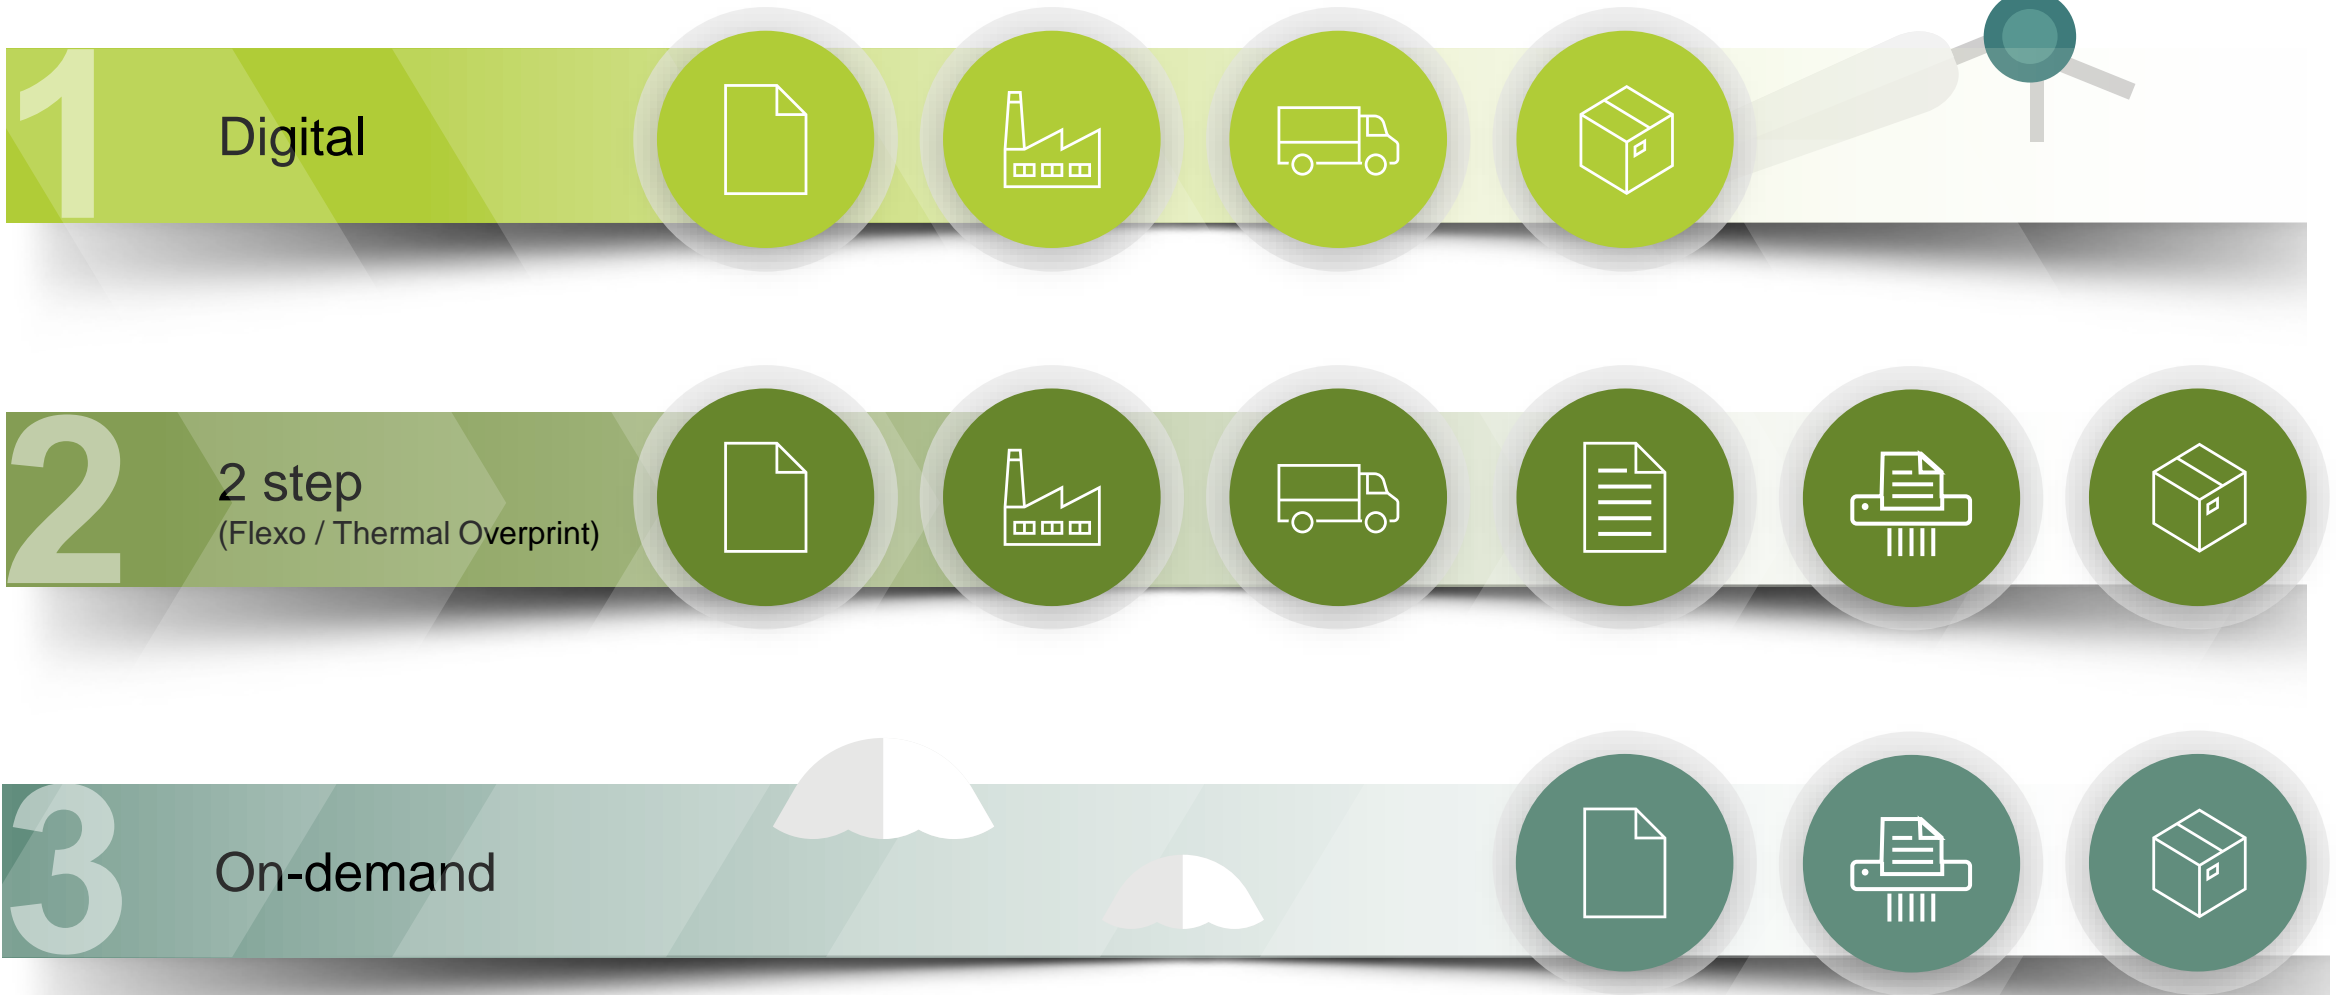 1
Digital
2
2 step
(Flexo / Thermal Overprint)
3
On-demand